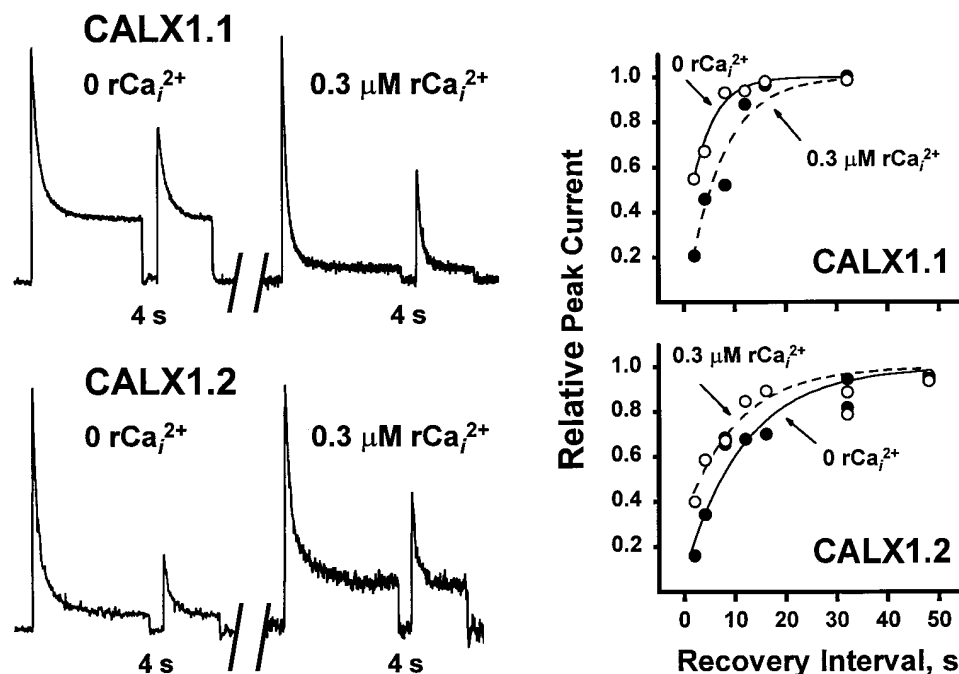 CALX1.1
0 rCaᵢ²⁺
0.3 μM rCaᵢ²⁺
4 s
4 s
CALX1.2
0 rCaᵢ²⁺
0.3 μM rCaᵢ²⁺
4 s
4 s
Relative Peak Current
1.0
0.8
0.6
0.4
0.2
0 rCaᵢ²⁺
0.3 μM rCaᵢ²⁺
CALX1.1
1.0
0.8
0.6
0.4
0.2
0.3 μM rCaᵢ²⁺
0 rCaᵢ²⁺
CALX1.2
0 10 20 30 40 50
Recovery Interval, s